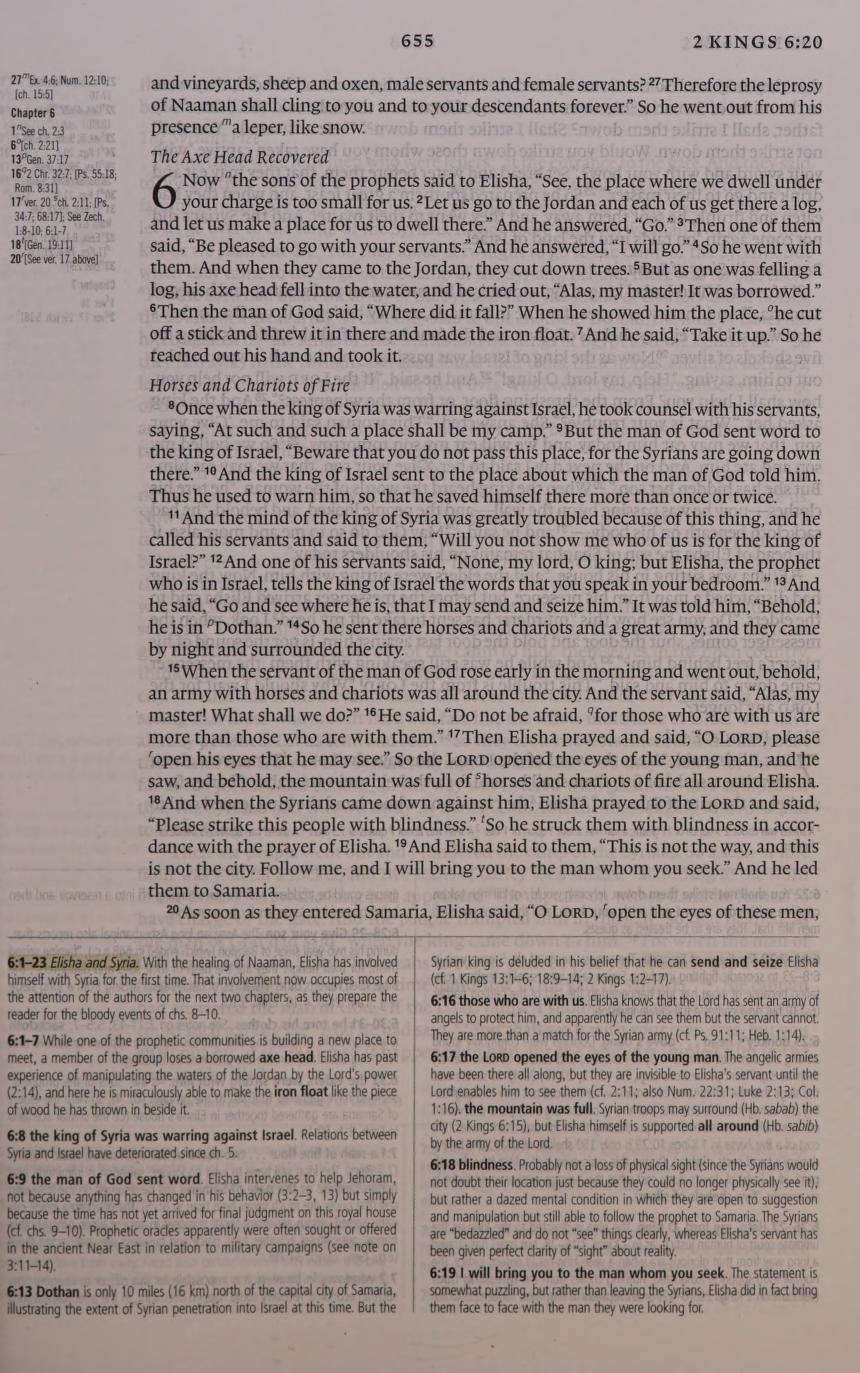 655
2 KINGS 6:20
27 m Ex. 4:6; Num. 12:10; [ch. 15:5]
Chapter 6
1 n See ch. 2:3
6 o [ch. 2:21]
13 p Gen. 37:17
16 q 2 Chr. 32:7; [Ps. 55:18;
Rom. 8:31]
17 r ver. 20 s ch. 2:11; [Ps.
34:7; 68:17]; See Zech.
1:8-10; 6:1-7
18 t [Gen. 19:11]
20 r [See ver. 17 above]
and vineyards, sheep and oxen, male servants and female servants? 27 Therefore the leprosy
of Naaman shall cling to you and to your descendants forever.” So he went out from his
presence m a leper, like snow.
The Axe Head Recovered
6 Now n the sons of the prophets said to Elisha, “See, the place where we dwell under
your charge is too small for us. 2 Let us go to the Jordan and each of us get there a log,
and let us make a place for us to dwell there.” And he answered, “Go.” 3 Then one of them
said, “Be pleased to go with your servants.” And he answered, “I will go.” 4 So he went with
them. And when they came to the Jordan, they cut down trees. 5 But as one was felling a
log, his axe head fell into the water, and he cried out, “Alas, my master! It was borrowed.”
6 Then the man of God said, “Where did it fall?” When he showed him the place, o he cut
off a stick and threw it in there and made the iron float. 7 And he said, “Take it up.” So he
reached out his hand and took it.
Horses and Chariots of Fire
8 Once when the king of Syria was warring against Israel, he took counsel with his servants,
saying, “At such and such a place shall be my camp.” 9 But the man of God sent word to
the king of Israel, “Beware that you do not pass this place, for the Syrians are going down
there.” 10 And the king of Israel sent to the place about which the man of God told him.
Thus he used to warn him, so that he saved himself there more than once or twice.
11 And the mind of the king of Syria was greatly troubled because of this thing, and he
called his servants and said to them, “Will you not show me who of us is for the king of
Israel?” 12 And one of his servants said, “None, my lord, O king; but Elisha, the prophet
who is in Israel, tells the king of Israel the words that you speak in your bedroom.” 13 And
he said, “Go and see where he is, that I may send and seize him.” It was told him, “Behold,
he is in p Dothan.” 14 So he sent there horses and chariots and a great army, and they came
by night and surrounded the city.
15 When the servant of the man of God rose early in the morning and went out, behold,
an army with horses and chariots was all around the city. And the servant said, “Alas, my
master! What shall we do?” 16 He said, “Do not be afraid, q for those who are with us are
more than those who are with them.” 17 Then Elisha prayed and said, “O LORD, please
r open his eyes that he may see.” So the LORD opened the eyes of the young man, and he
saw, and behold, the mountain was full of s horses and chariots of fire all around Elisha.
18 And when the Syrians came down against him, Elisha prayed to the LORD and said,
“Please strike this people with blindness.” t So he struck them with blindness in accor-
dance with the prayer of Elisha. 19 And Elisha said to them, “This is not the way, and this
is not the city. Follow me, and I will bring you to the man whom you seek.” And he led
them to Samaria.
20 As soon as they entered Samaria, Elisha said, “O LORD, r open the eyes of these men,
6:1–23 Elisha and Syria. With the healing of Naaman, Elisha has involved
himself with Syria for the first time. That involvement now occupies most of
the attention of the authors for the next two chapters, as they prepare the
reader for the bloody events of chs. 8–10.
6:1–7 While one of the prophetic communities is building a new place to
meet, a member of the group loses a borrowed axe head. Elisha has past
experience of manipulating the waters of the Jordan by the Lord's power
(2:14), and here he is miraculously able to make the iron float like the piece
of wood he has thrown in beside it.
6:8 the king of Syria was warring against Israel. Relations between
Syria and Israel have deteriorated since ch. 5.
6:9 the man of God sent word. Elisha intervenes to help Jehoram,
not because anything has changed in his behavior (3:2–3, 13) but simply
because the time has not yet arrived for final judgment on this royal house
(cf. chs. 9–10). Prophetic oracles apparently were often sought or offered
in the ancient Near East in relation to military campaigns (see note on
3:11–14).
6:13 Dothan is only 10 miles (16 km) north of the capital city of Samaria,
illustrating the extent of Syrian penetration into Israel at this time. But the
Syrian king is deluded in his belief that he can send and seize Elisha
(cf. 1 Kings 13:1–6; 18:9–14; 2 Kings 1:2–17).
6:16 those who are with us. Elisha knows that the Lord has sent an army of
angels to protect him, and apparently he can see them but the servant cannot.
They are more than a match for the Syrian army (cf. Ps. 91:11; Heb. 1:14).
6:17 the LORD opened the eyes of the young man. The angelic armies
have been there all along, but they are invisible to Elisha's servant until the
Lord enables him to see them (cf. 2:11; also Num. 22:31; Luke 2:13; Col.
1:16). the mountain was full. Syrian troops may surround (Hb. sabab) the
city (2 Kings 6:15), but Elisha himself is supported all around (Hb. sabib)
by the army of the Lord.
6:18 blindness. Probably not a loss of physical sight (since the Syrians would
not doubt their location just because they could no longer physically see it),
but rather a dazed mental condition in which they are open to suggestion
and manipulation but still able to follow the prophet to Samaria. The Syrians
are “bedazzled” and do not “see” things clearly, whereas Elisha's servant has
been given perfect clarity of “sight” about reality.
6:19 I will bring you to the man whom you seek. The statement is
somewhat puzzling, but rather than leaving the Syrians, Elisha did in fact bring
them face to face with the man they were looking for.